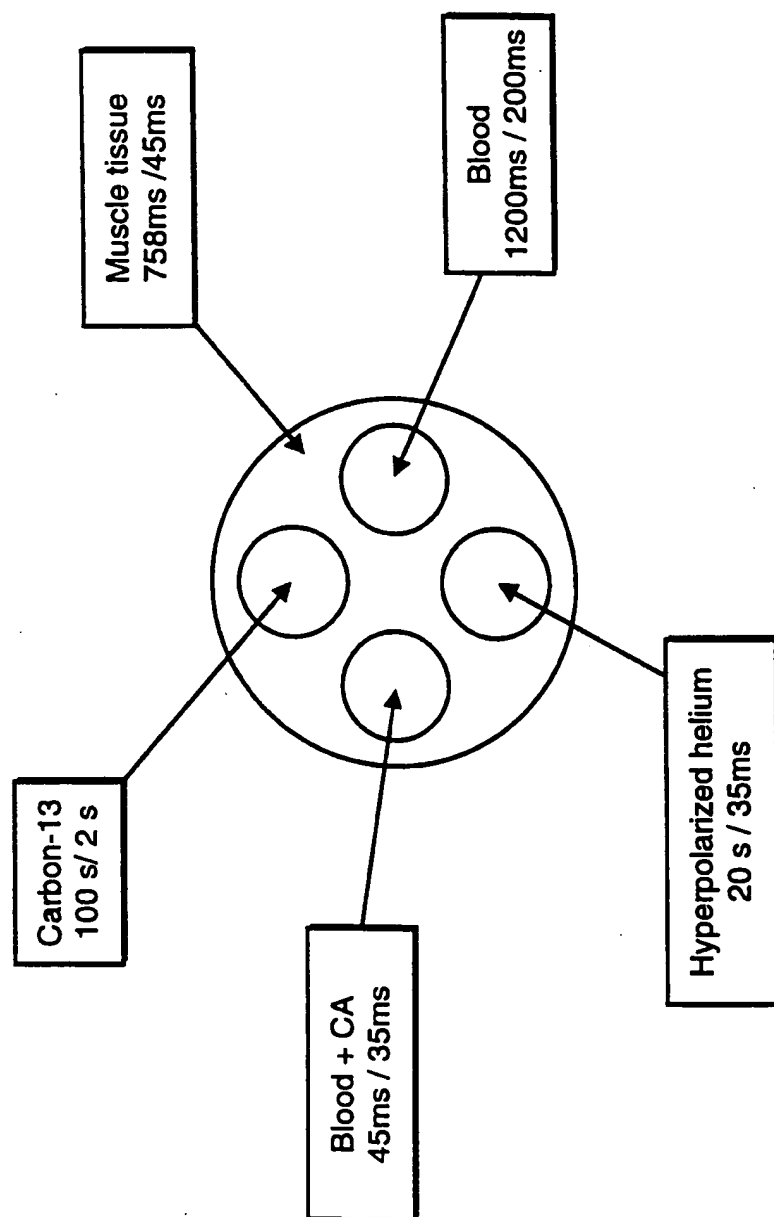 Carbon-13
100 s/ 2 s
Muscle tissue
758ms /45ms
Blood + CA
45ms / 35ms
Blood
1200ms / 200ms
Hyperpolarized helium
20 s / 35ms